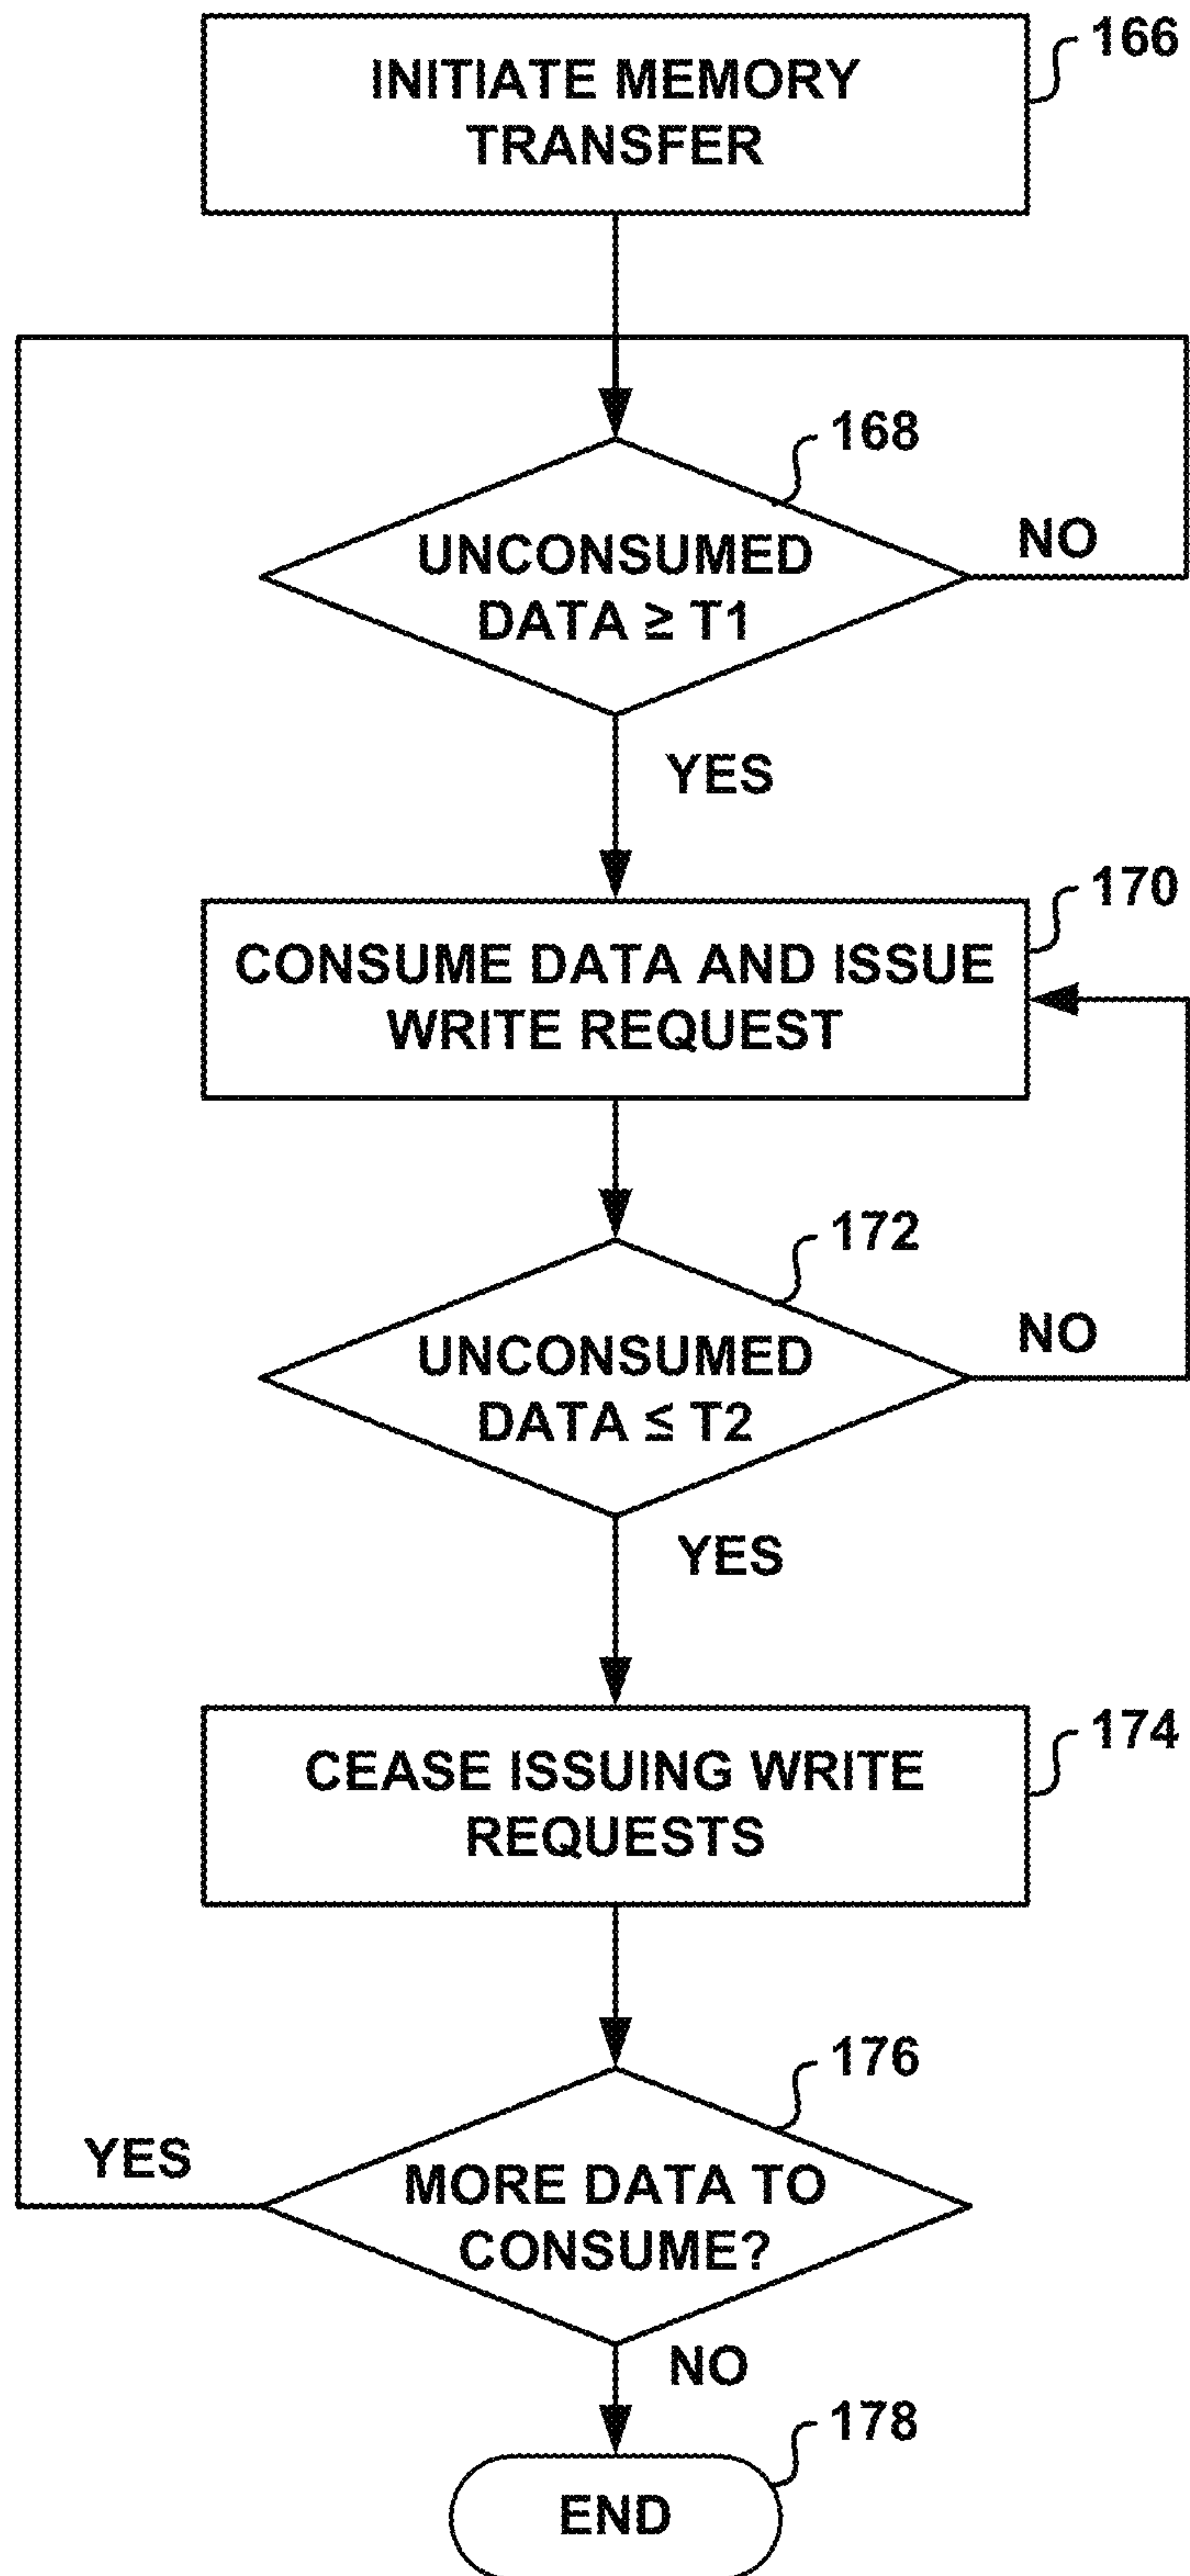 INITIATE MEMORY
TRANSFER
166
168
UNCONSUMED
DATA ≥ T1
NO
YES
170
CONSUME DATA AND ISSUE
WRITE REQUEST
172
UNCONSUMED
DATA ≤ T2
NO
YES
174
CEASE ISSUING WRITE
REQUESTS
176
YES
MORE DATA TO
CONSUME?
NO
178
END